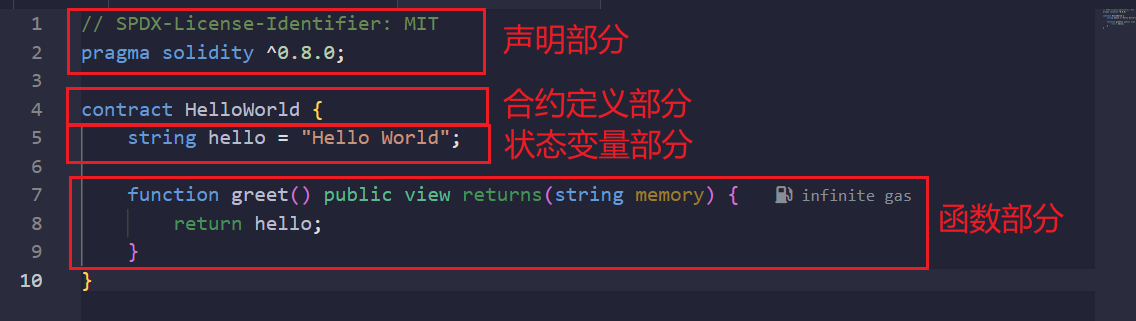 1 // SPDX-License-Identifier: MIT
2 pragma solidity ^0.8.0; 声明部分
3
4 contract HelloWorld { 合约定义部分
5 string hello = "Hello World"; 状态变量部分
6
7 function greet() public view returns(string memory) { infinite gas
8 return hello; 函数部分
9 }
10 }